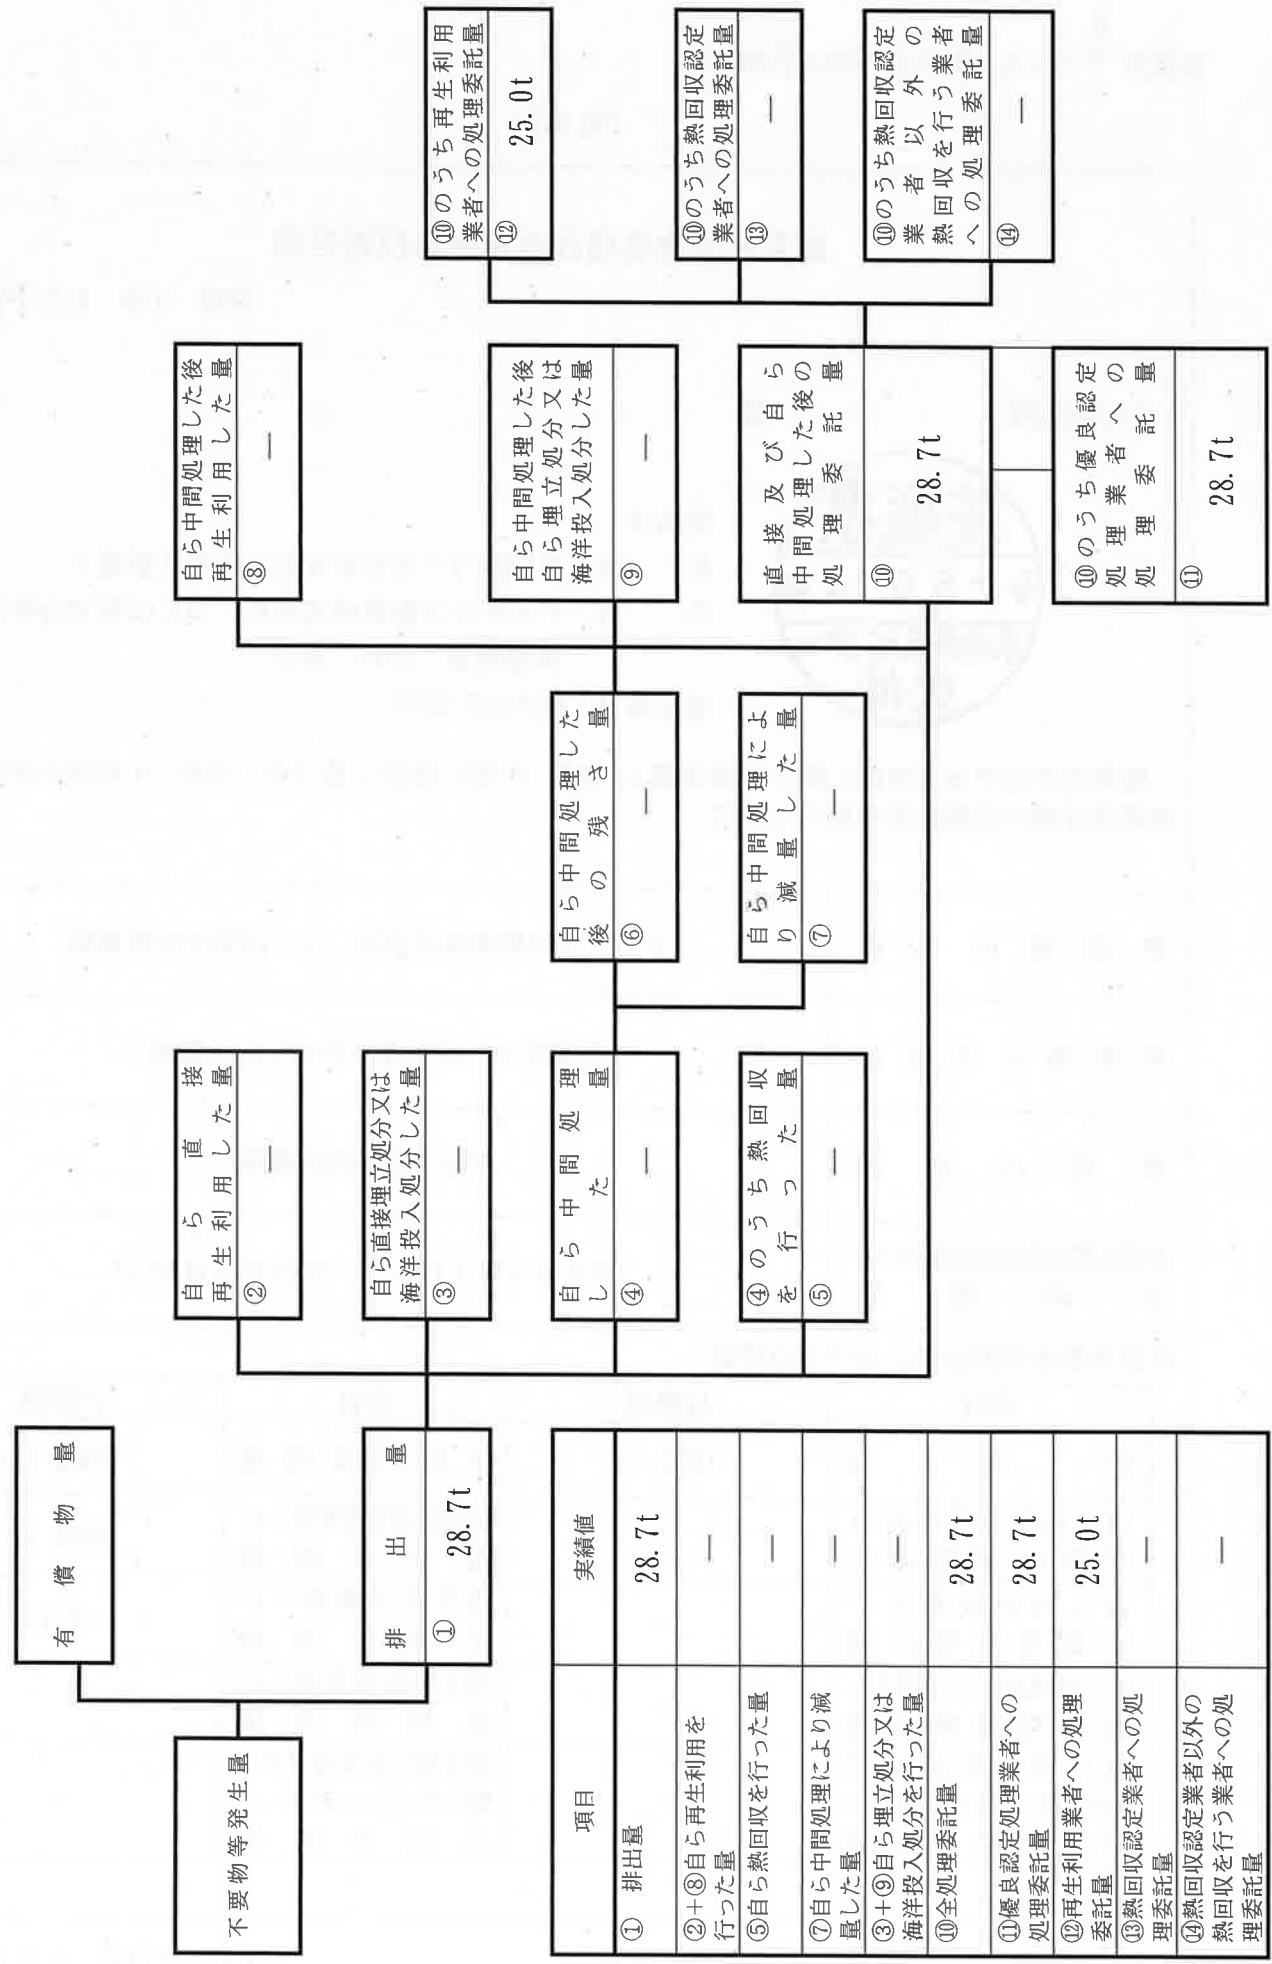 不要物等発生量
有償物量
排出量
① 28.7t
自ら直接
再生利用した量
② —
自ら直接埋立処分又は
海洋投入処分した量
③ —
自ら中間処理
した量
④ —
④のうち熱回収
を行った量
⑤ —
自ら中間処理した
後の残さ量
⑥ —
自ら中間処理によ
り減量した量
⑦ —
自ら中間処理した後
再生利用した量
⑧ —
自ら中間処理した後
自ら埋立処分又は
海洋投入処分した量
⑨ —
直接及び自ら
中間処理した後の
処理委託量
⑩ 28.7t
⑩のうち優良認定
処理業者への
処理委託量
⑪ 28.7t
⑩のうち再生利用
業者への処理委託量
⑫ 25.0t
⑩のうち熱回収認定
業者への処理委託量
⑬ —
⑩のうち熱回収認定
業者以外の
熱回収を行う業者
への処理委託量
⑭ —
項目 実績値
① 排出量 28.7t
②+⑧自ら再生利用を
行った量 —
⑤自ら熱回収を行った量 —
⑦自ら中間処理により減
量した量 —
③+⑨自ら埋立処分又は
海洋投入処分を行った量 —
⑩全処理委託量 28.7t
⑪優良認定処理業者への
処理委託量 28.7t
⑫再生利用業者への処理
委託量 25.0t
⑬熱回収認定業者への処
理委託量 —
⑭熱回収認定業者以外の
熱回収を行う業者への処
理委託量 —